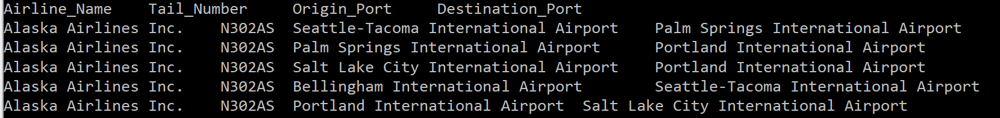 Airline_Name    Tail_Number     Origin_Port     Destination_Port
Alaska Airlines Inc.    N302AS  Seattle-Tacoma International Airport    Palm Springs International Airport
Alaska Airlines Inc.    N302AS  Palm Springs International Airport      Portland International Airport
Alaska Airlines Inc.    N302AS  Salt Lake City International Airport    Portland International Airport
Alaska Airlines Inc.    N302AS  Bellingham International Airport        Seattle-Tacoma International Airport
Alaska Airlines Inc.    N302AS  Portland International Airport  Salt Lake City International Airport